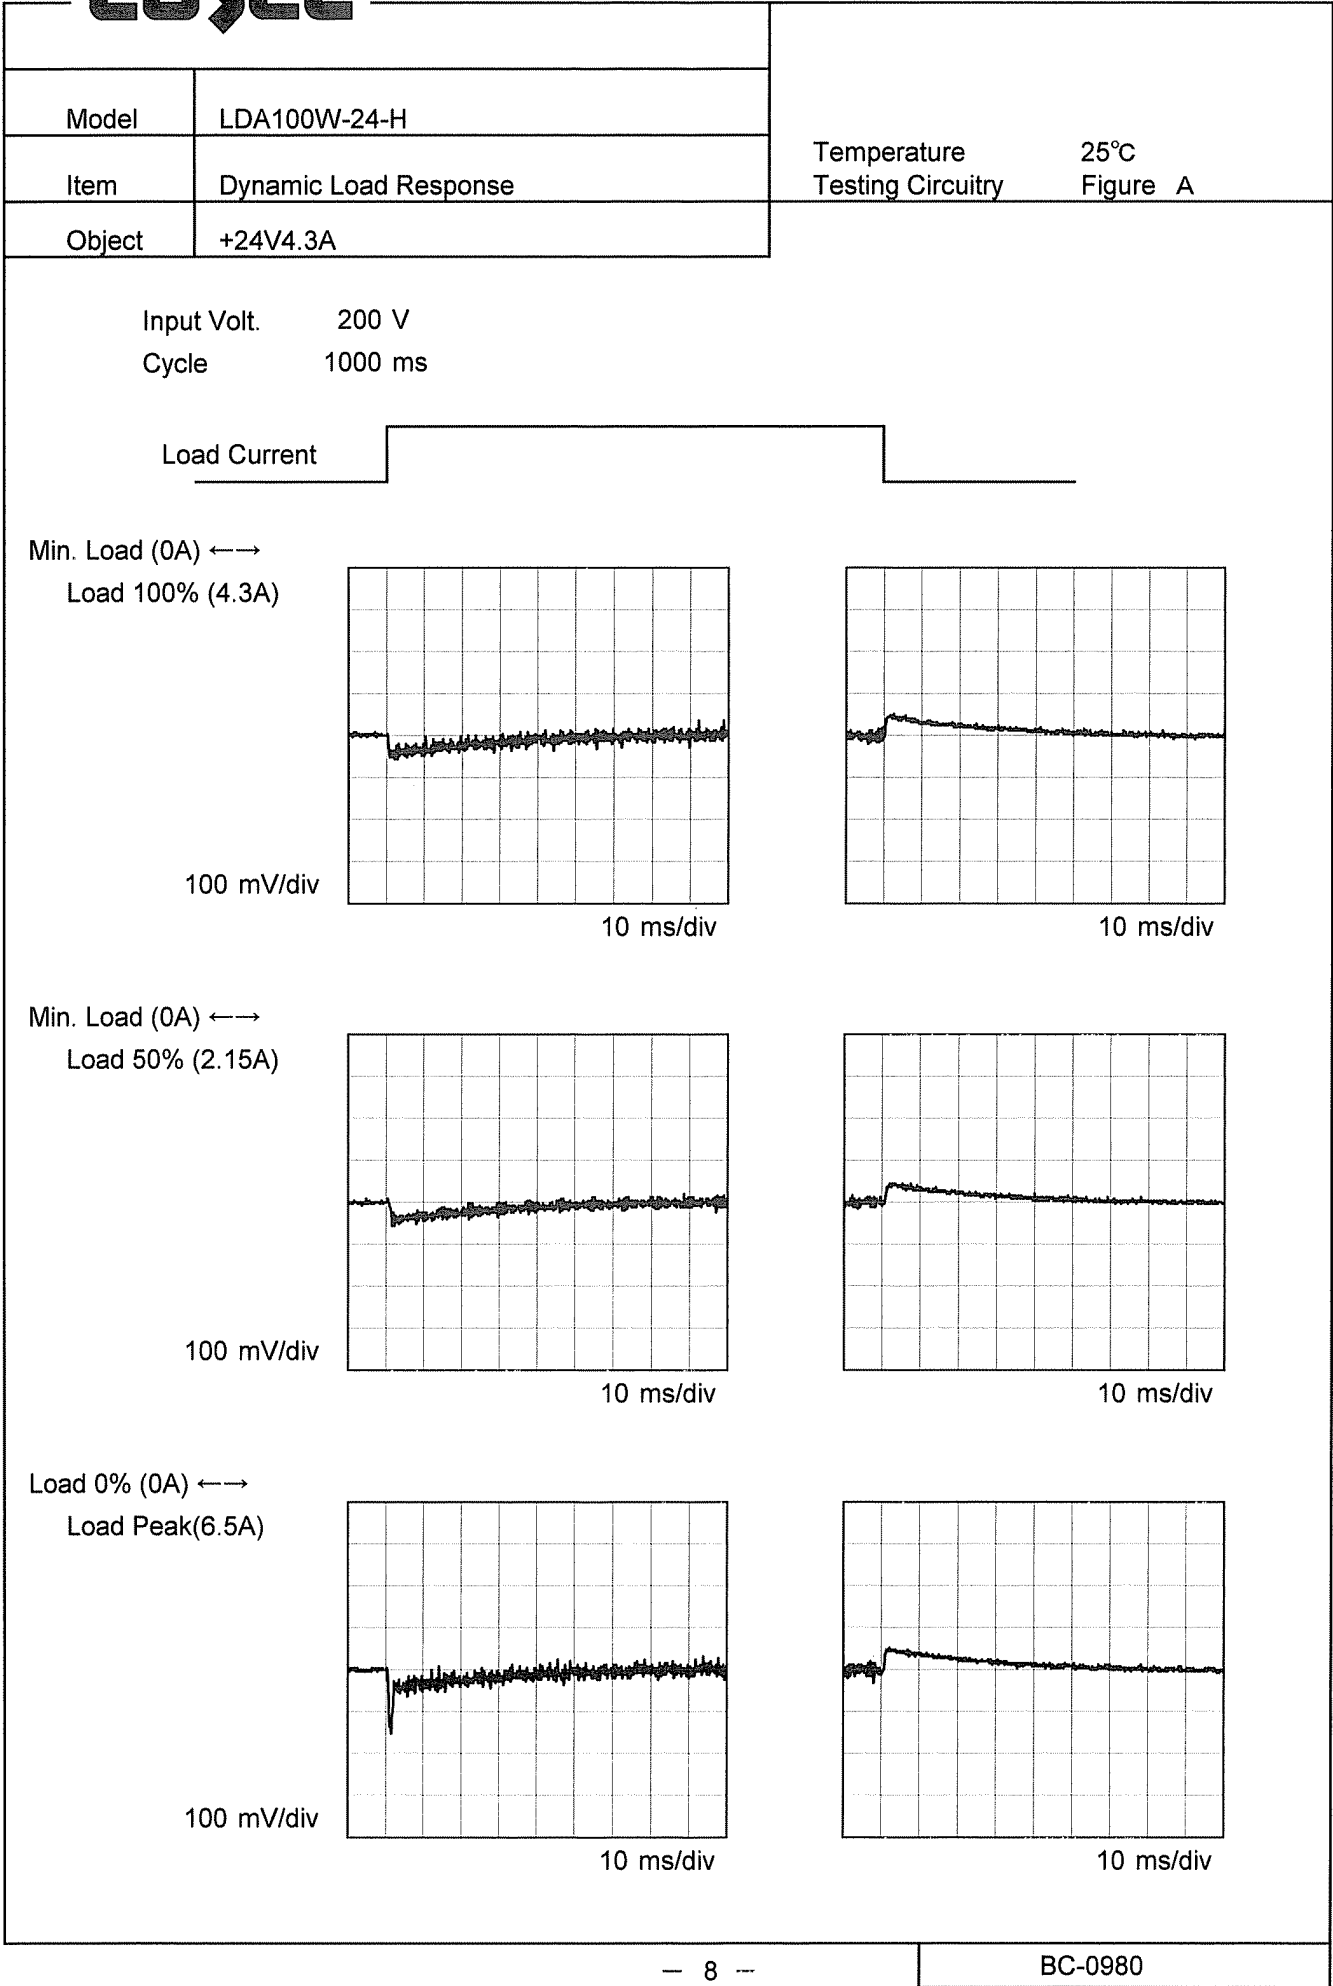 Model LDA100W-24-H
Temperature 25℃
Item Dynamic Load Response
Testing Circuitry Figure A
Object +24V4.3A
Input Volt. 200 V
Cycle 1000 ms
Load Current
Min. Load (0A) ←→
Load 100% (4.3A)
100 mV/div
10 ms/div
10 ms/div
Min. Load (0A) ←→
Load 50% (2.15A)
100 mV/div
10 ms/div
10 ms/div
Load 0% (0A) ←→
Load Peak(6.5A)
100 mV/div
10 ms/div
10 ms/div
— 8 —
BC-0980